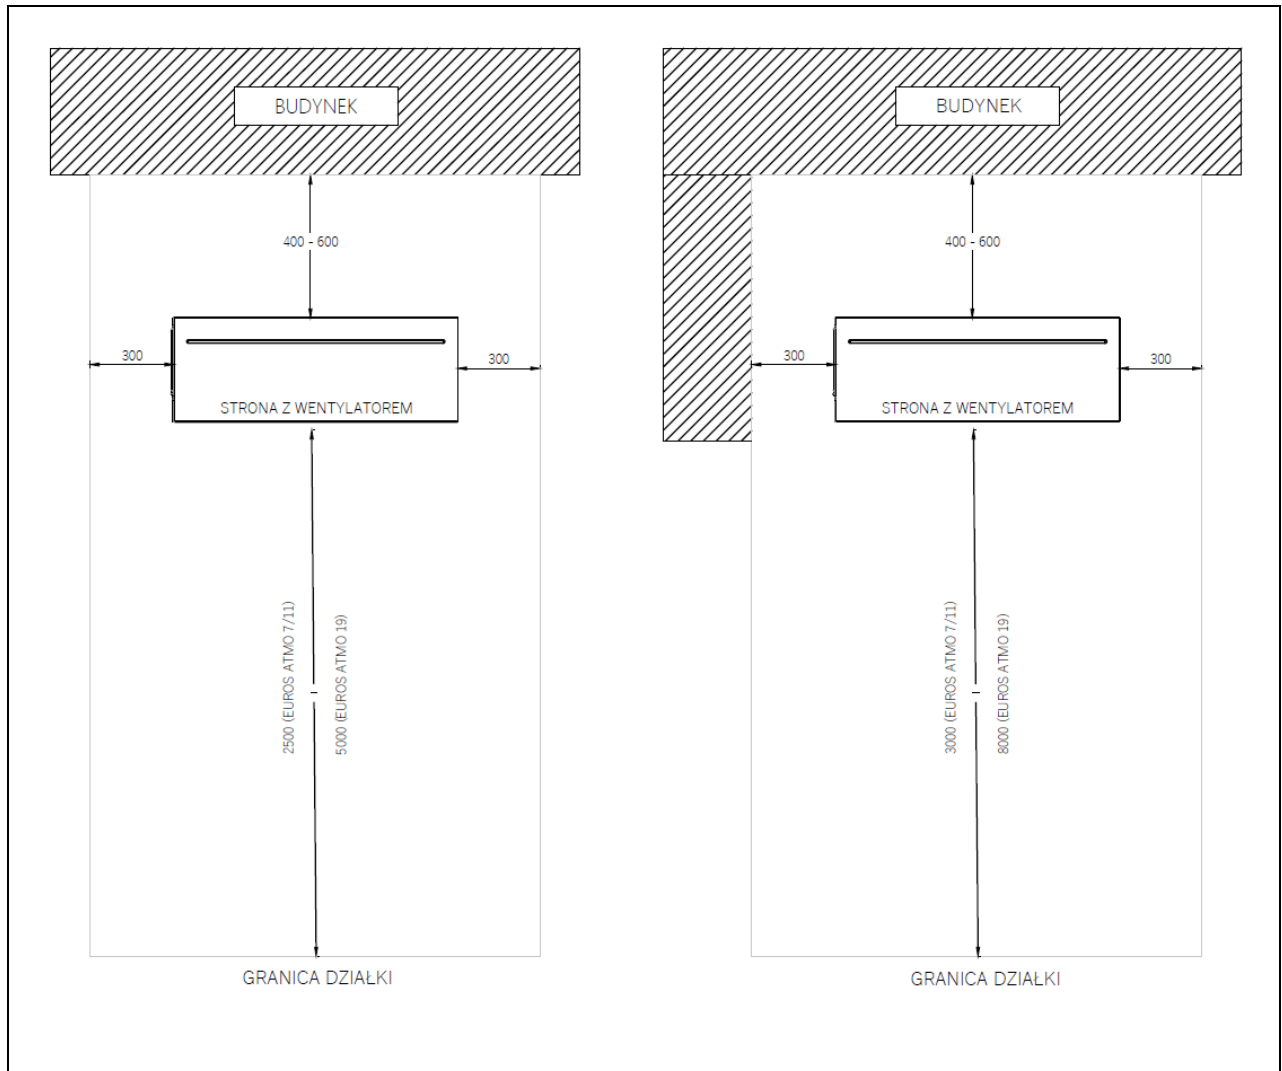 BUDYNEK
400 - 600
300
300
STRONA Z WENTYLATOREM
2500 (EUROS ATMO 7/11)
5000 (EUROS ATMO 19)
GRANICA DZIAŁKI
BUDYNEK
400 - 600
300
300
STRONA Z WENTYLATOREM
3000 (EUROS ATMO 7/11)
8000 (EUROS ATMO 19)
GRANICA DZIAŁKI